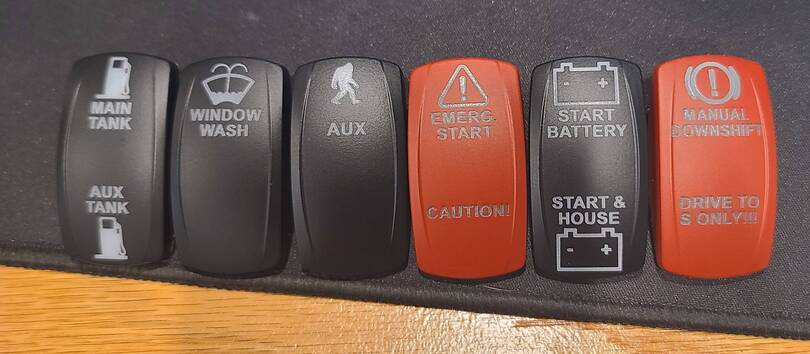 MAIN
TANK
AUX
TANK
WINDOW
WASH
AUX
EMERG.
START
CAUTION!
START
BATTERY
START &
HOUSE
MANUAL
DOWNSHIFT
DRIVE TO
S ONLY!!!